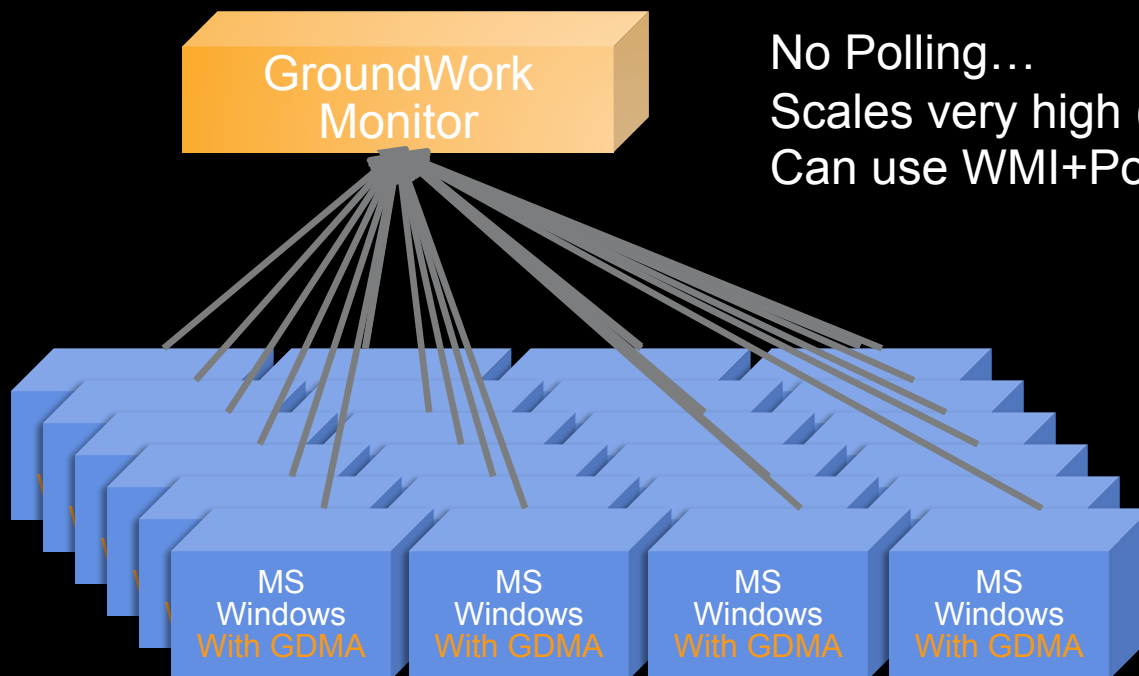 GroundWork
Monitor
No Polling…
Scales very high
Can use WMI+Po
MS
Windows
With GDMA
MS
Windows
With GDMA
MS
Windows
With GDMA
MS
Windows
With GDMA